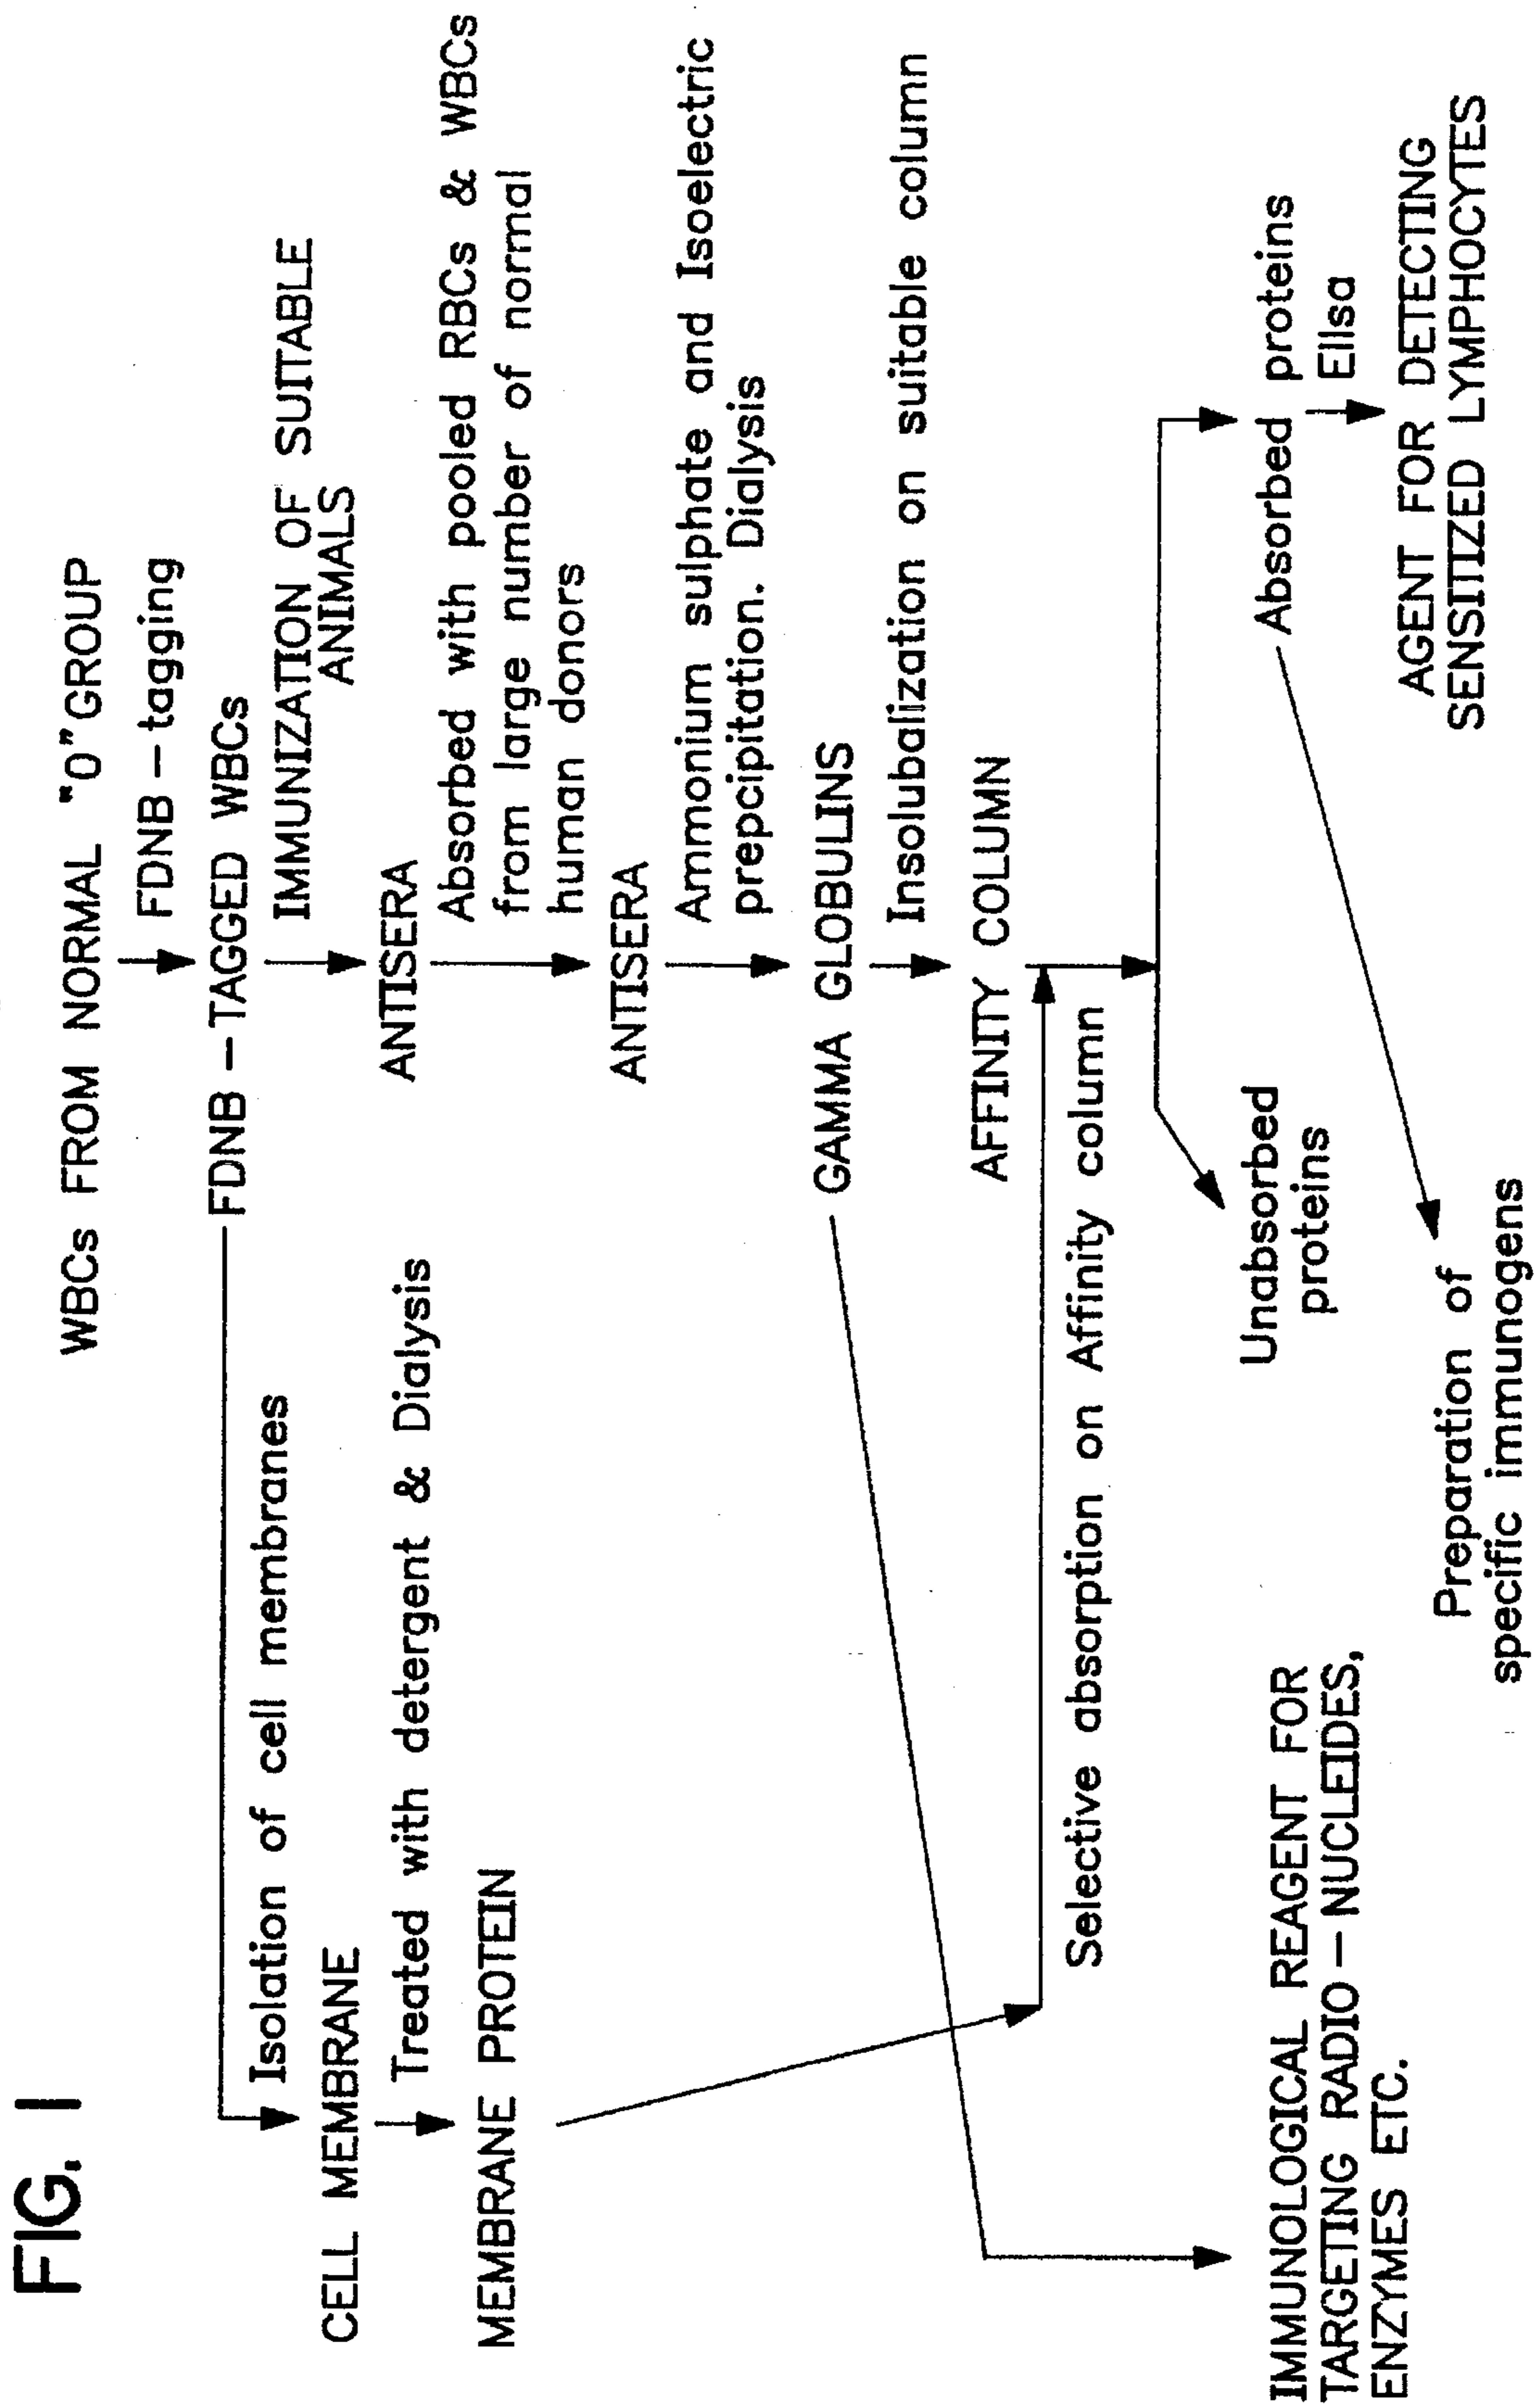 FIG. 1
WBCs FROM NORMAL "O" GROUP
FDNB - tagging
FDNB - TAGGED WBCs
Isolation of cell membranes
IMMUNIZATION OF SUITABLE
ANIMALS
CELL MEMBRANE
ANTISERA
Treated with detergent & Dialysis
Absorbed with pooled RBCs & WBCs
from large number of normal
human donors
MEMBRANE PROTEIN
ANTISERA
Ammonium sulphate and Isoelectric
prepcipitation. Dialysis
GAMMA GLOBULINS
Insolubalization on suitable column
AFFINITY COLUMN
Selective absorption on Affinity column
Unabsorbed
proteins
Absorbed proteins
Elisa
IMMUNOLOGICAL REAGENT FOR
TARGETING RADIO - NUCLEIDES,
ENZYMES ETC.
Preparation of
specific immunogens
AGENT FOR DETECTING
SENSITIZED LYMPHOCYTES